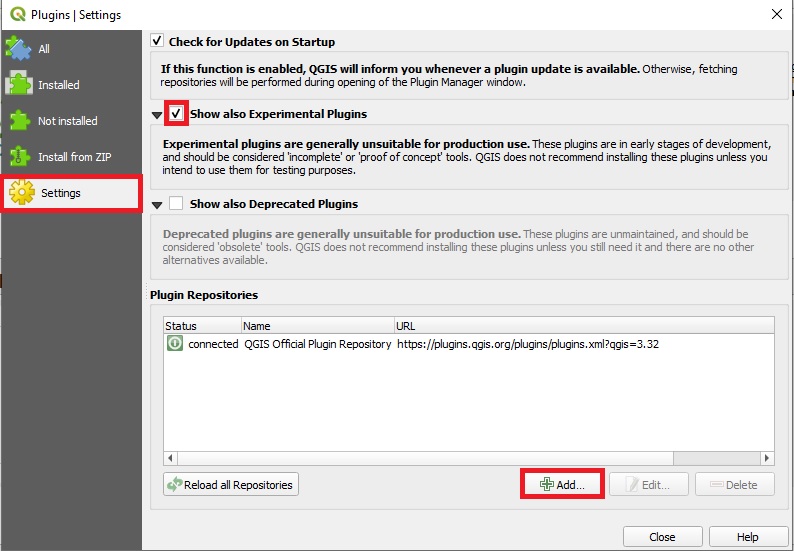 Plugins | Settings
All
Installed
Not installed
Install from ZIP
Settings
Check for Updates on Startup
If this function is enabled, QGIS will inform you whenever a plugin update is available. Otherwise, fetching
repositories will be performed during opening of the Plugin Manager window.
Show also Experimental Plugins
Experimental plugins are generally unsuitable for production use. These plugins are in early stages of development,
and should be considered 'incomplete' or 'proof of concept' tools. QGIS does not recommend installing these plugins unless you
intend to use them for testing purposes.
Show also Deprecated Plugins
Deprecated plugins are generally unsuitable for production use. These plugins are unmaintained, and should be
considered 'obsolete' tools. QGIS does not recommend installing these plugins unless you still need it and there are no other
alternatives available.
Plugin Repositories
Status Name URL
connected QGIS Official Plugin Repository https://plugins.qgis.org/plugins/plugins.xml?qgis=3.32
Reload all Repositories Add... Edit... Delete
Close Help